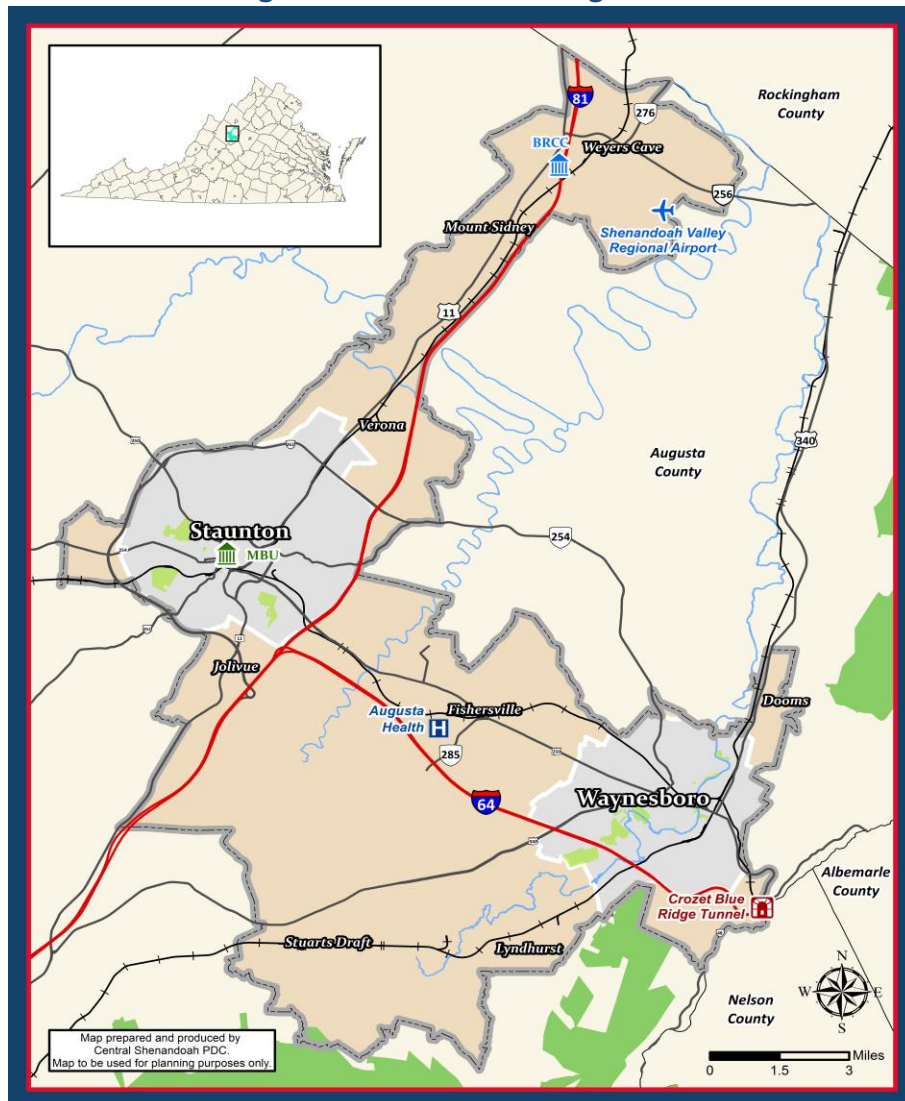 81
276
Rockingham
County
BRCC
Weyers Cave
256
Mount Sidney
Shenandoah Valley
Regional Airport
11
Verona
340
Augusta
County
Staunton
MBU
254
254
11
Jolivue
Dooms
Augusta
Health
H
Fishersville
285
250
64
Waynesboro
Albemarle
County
Crozet Blue
Ridge Tunnel
Stuarts Draft
Lyndhurst
N
W
E
S
Nelson
County
Map prepared and produced by
Central Shenandoah PDC.
Map to be used for planning purposes only.
Miles
0 1.5 3